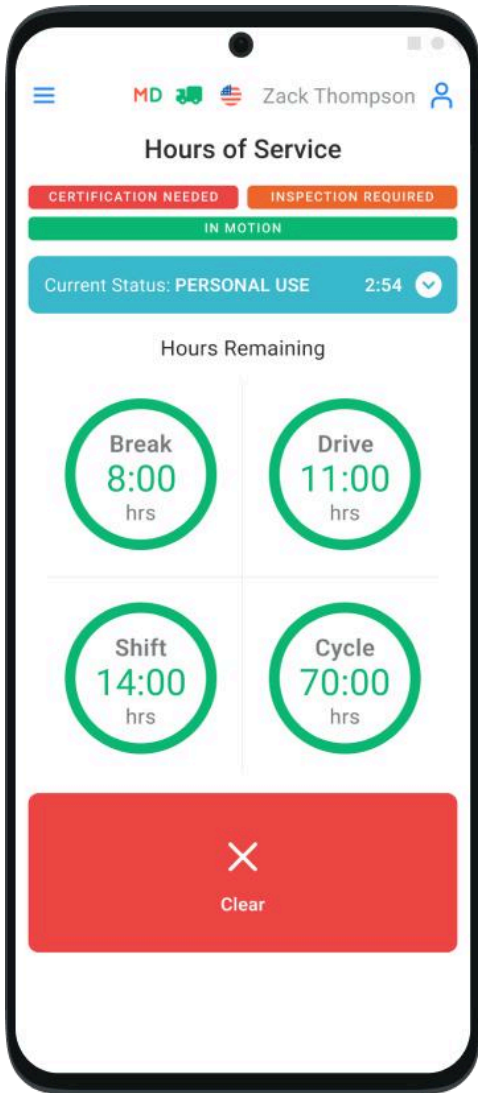 MD Zack Thompson
Hours of Service
CERTIFICATION NEEDED INSPECTION REQUIRED
IN MOTION
Current Status: PERSONAL USE 2:54
Hours Remaining
Break Drive
8:00 11:00
hrs hrs
Shift Cycle
14:00 70:00
hrs hrs
Clear